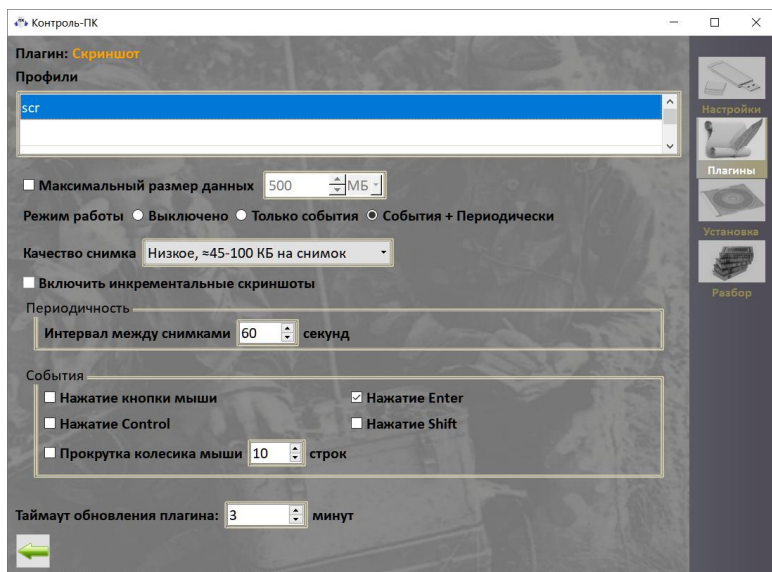 Контроль-ПК
Плагин: Скриншот
Профили
scr
Максимальный размер данных 500 МБ
Режим работы Выключено Только события События + Периодически
Качество снимка Низкое, ≈45-100 КБ на снимок
Включить инкрементальные скриншоты
Периодичность
Интервал между снимками 60 секунд
События
Нажатие кнопки мыши Нажатие Enter
Нажатие Control Нажатие Shift
Прокрутка колесика мыши 10 строк
Таймаут обновления плагина: 3 минут
Настройки
Плагины
Установка
Разбор